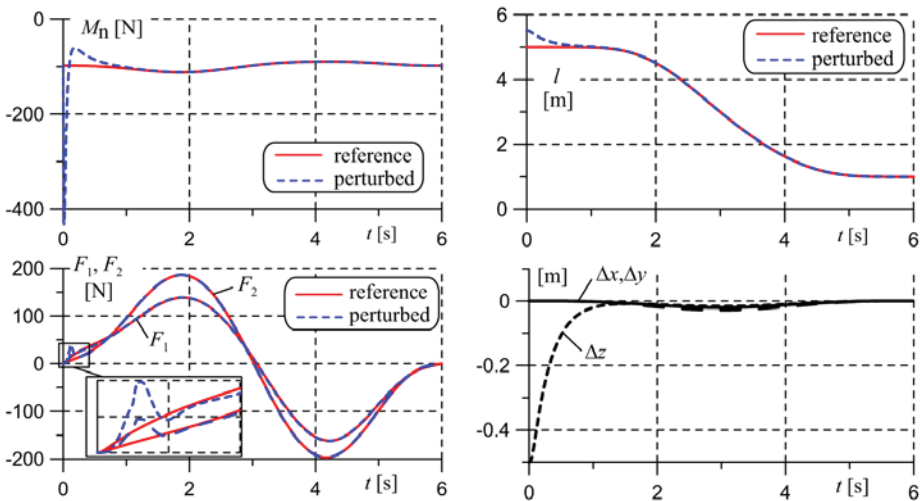 Mn [N]
0
-200
-400
reference
perturbed
0 2 4 t [s] 6
6
4
2
0
l
[m]
reference
perturbed
0 2 4 t [s] 6
F1, F2
[N]
200
100
0
-100
-200
F2
F1
reference
perturbed
0 2 4 t [s] 6
[m]
0
-0.2
-0.4
Δx,Δy
Δz
0 2 4 t [s] 6